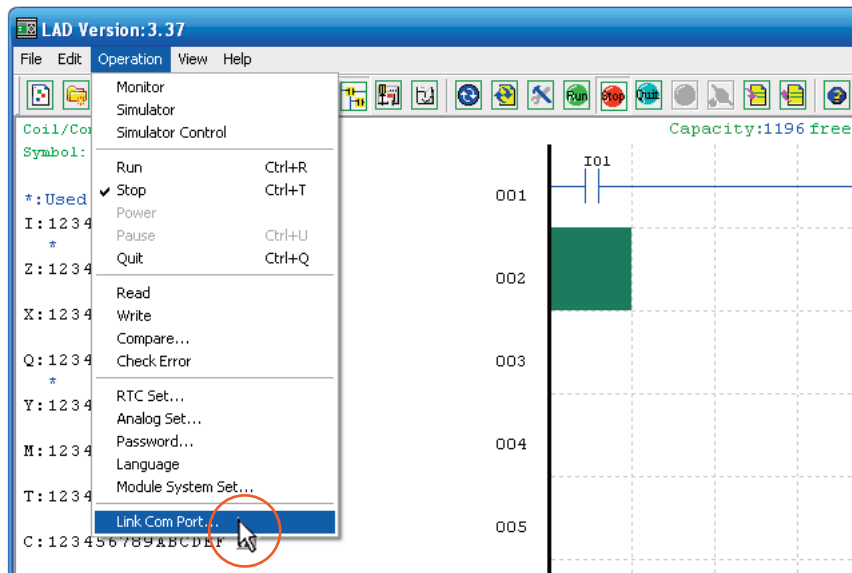 LAD Version:3.37
File Edit Operation View Help
Run Stop Quit
Monitor
Simulator
Simulator Control
Run Ctrl+R
Stop Ctrl+T
Power
Pause Ctrl+U
Quit Ctrl+Q
Read
Write
Compare...
Check Error
RTC Set...
Analog Set...
Password...
Language
Module System Set...
Link Com Port...
Symbol:
*:Used
I:1234
*
Z:1234
X:1234
Q:1234
*
Y:1234
M:1234
T:1234
C:123456789ABCDEF
Capacity:1196 free
I01
001
002
003
004
005